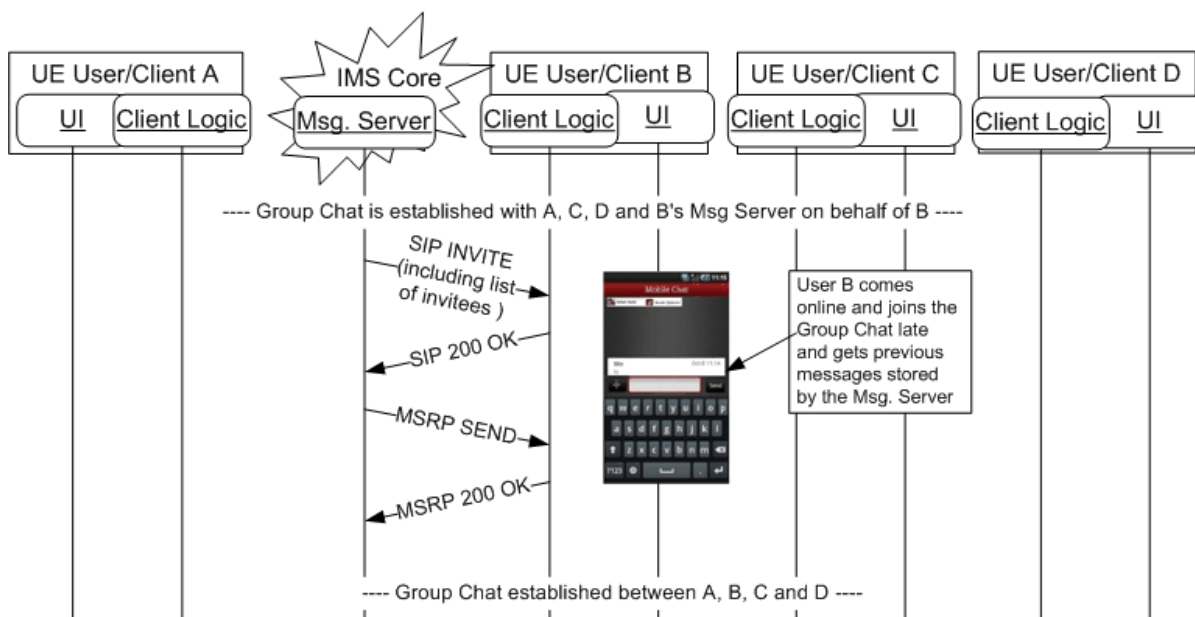 UE User/Client A
UI
Client Logic
IMS Core
Msg. Server
UE User/Client B
Client Logic
UI
UE User/Client C
Client Logic
UI
UE User/Client D
Client Logic
UI
---- Group Chat is established with A, C, D and B's Msg Server on behalf of B ----
SIP INVITE
(including list
of invitees )
SIP 200 OK
MSRP SEND
MSRP 200 OK
11:15
Mobile Chat
Send
q w e r t y u i o p
a s d f g h j k l
z x c v b n m
?123 .
User B comes
online and joins the
Group Chat late
and gets previous
messages stored
by the Msg. Server
---- Group Chat established between A, B, C and D ----